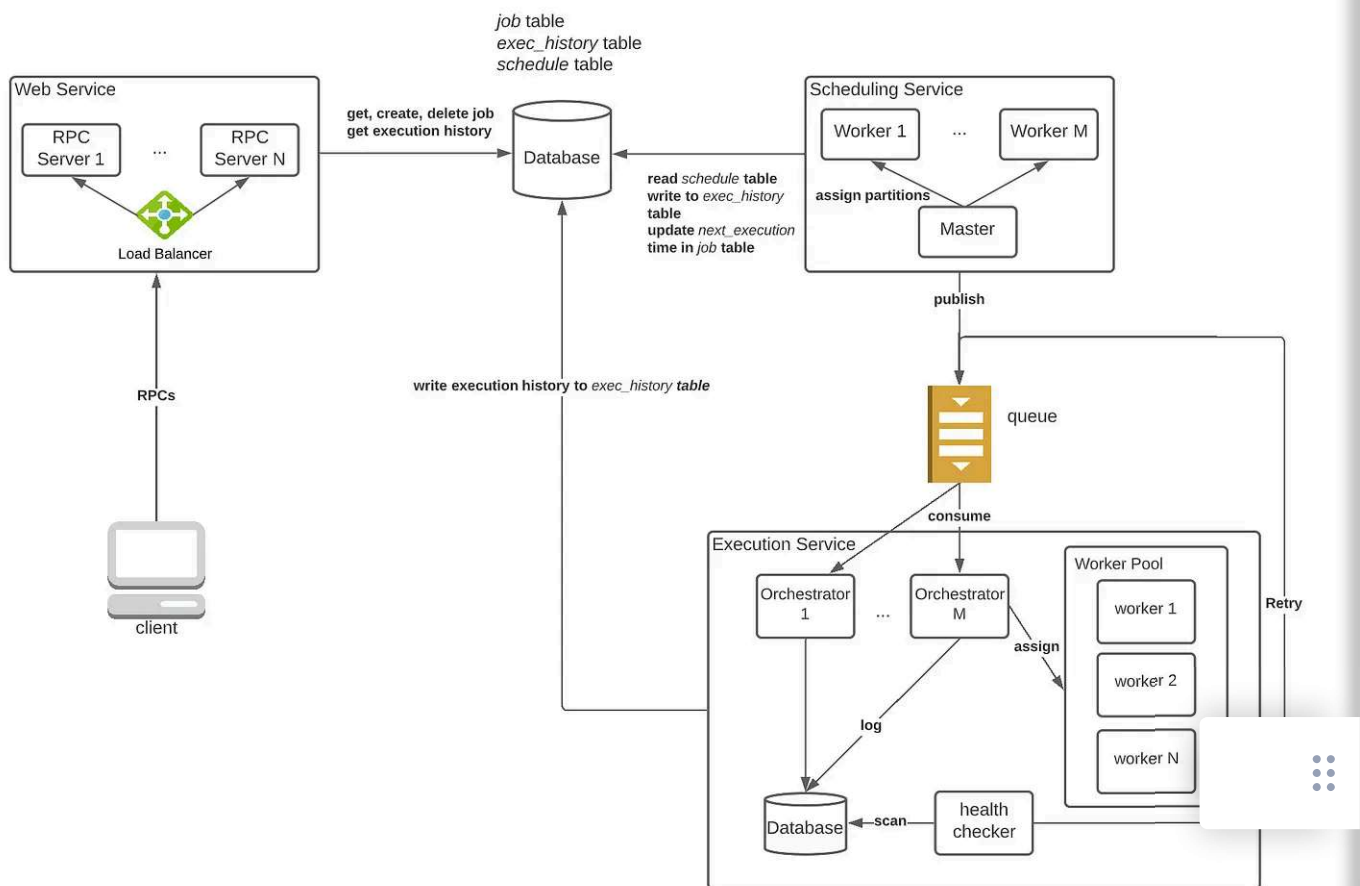 job table
exec_history table
schedule table
Web Service
RPC
Server 1
...
RPC
Server N
Load Balancer
get, create, delete job
get execution history
Database
Scheduling Service
Worker 1
...
Worker M
assign partitions
Master
read schedule table
write to exec_history
table
update next_execution
time in job table
publish
RPCs
write execution history to exec_history table
queue
client
consume
Execution Service
Orchestrator
1
...
Orchestrator
M
assign
Worker Pool
worker 1
worker 2
worker N
Retry
log
Database
scan
health
checker